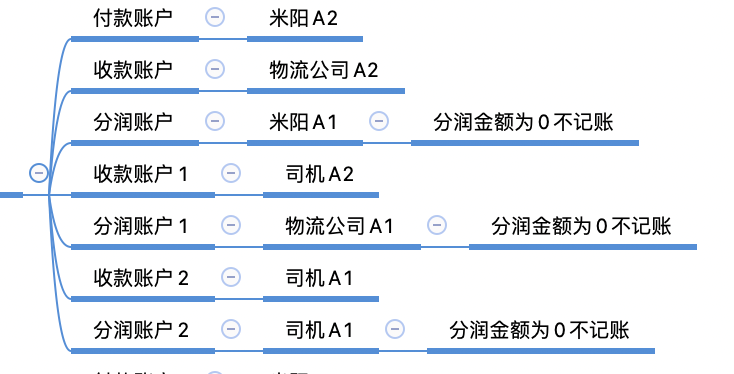 付款账户 米阳A2
收款账户 物流公司A2
分润账户 米阳A1 分润金额为0不记账
收款账户1 司机A2
分润账户1 物流公司A1 分润金额为0不记账
收款账户2 司机A1
分润账户2 司机A1 分润金额为0不记账